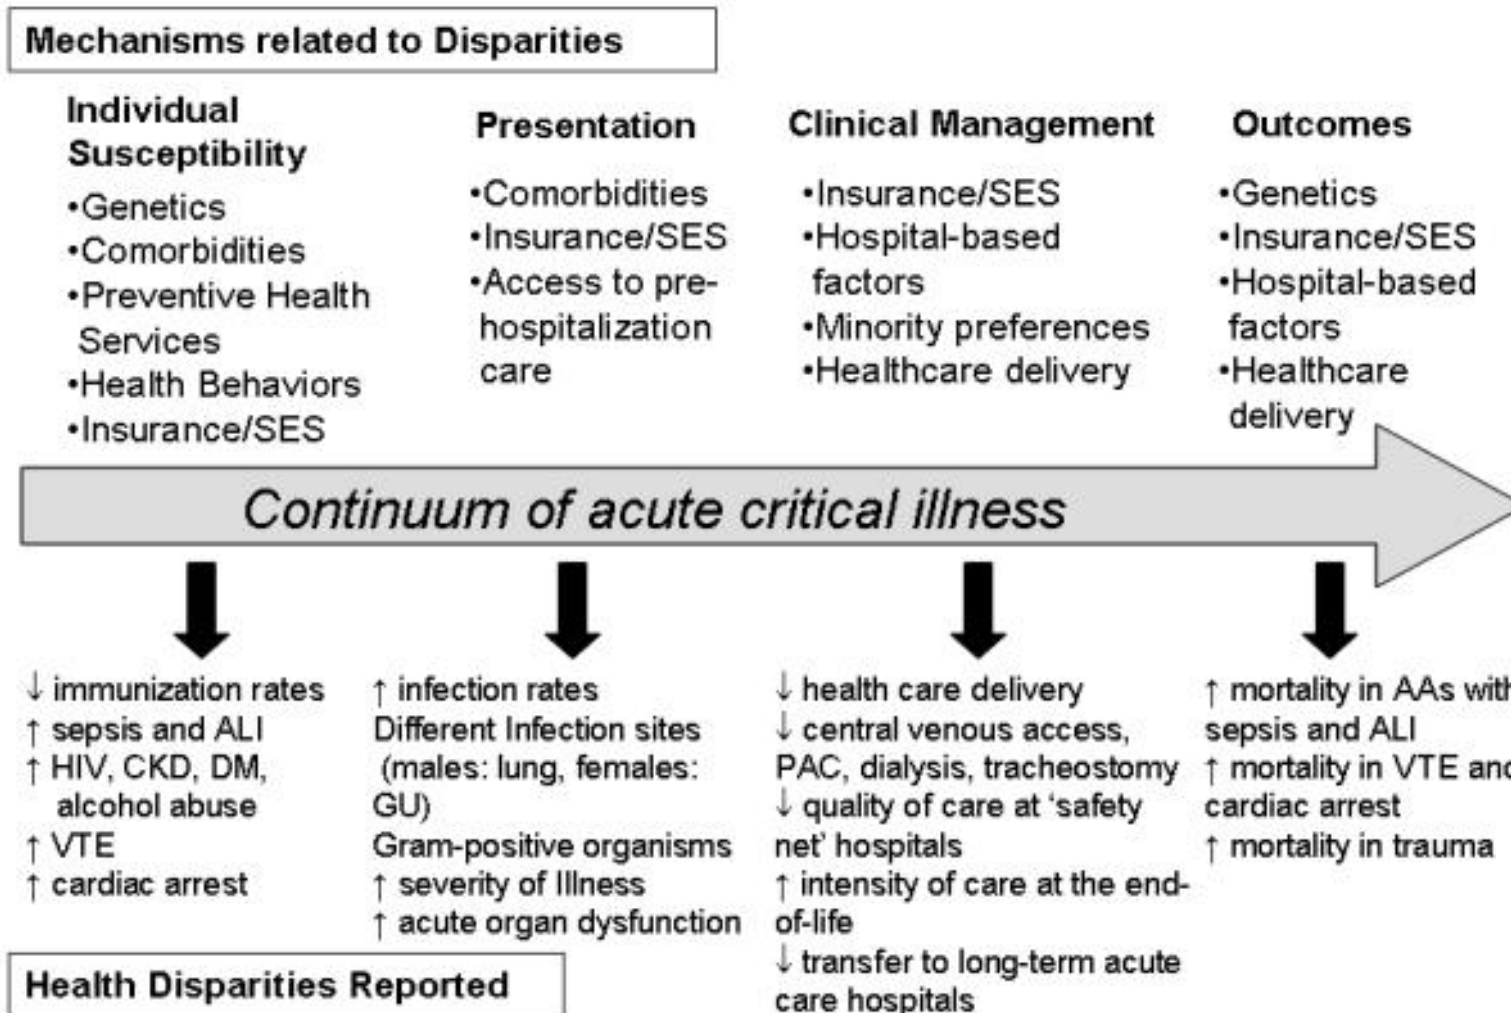 Mechanisms related to Disparities
Individual
Susceptibility
•Genetics
•Comorbidities
•Preventive Health
Services
•Health Behaviors
•Insurance/SES
Presentation
•Comorbidities
•Insurance/SES
•Access to pre-
hospitalization
care
Clinical Management
•Insurance/SES
•Hospital-based
factors
•Minority preferences
•Healthcare delivery
Outcomes
•Genetics
•Insurance/SES
•Hospital-based
factors
•Healthcare
delivery
Continuum of acute critical illness
↓ immunization rates
↑ sepsis and ALI
↑ HIV, CKD, DM,
alcohol abuse
↑ VTE
↑ cardiac arrest
↑ infection rates
Different Infection sites
(males: lung, females:
GU)
Gram-positive organisms
↑ severity of Illness
↑ acute organ dysfunction
↓ health care delivery
↓ central venous access,
PAC, dialysis, tracheostomy
↓ quality of care at ‘safety
net’ hospitals
↑ intensity of care at the end-
of-life
↓ transfer to long-term acute
care hospitals
↑ mortality in AAs with
sepsis and ALI
↑ mortality in VTE and
cardiac arrest
↑ mortality in trauma
Health Disparities Reported